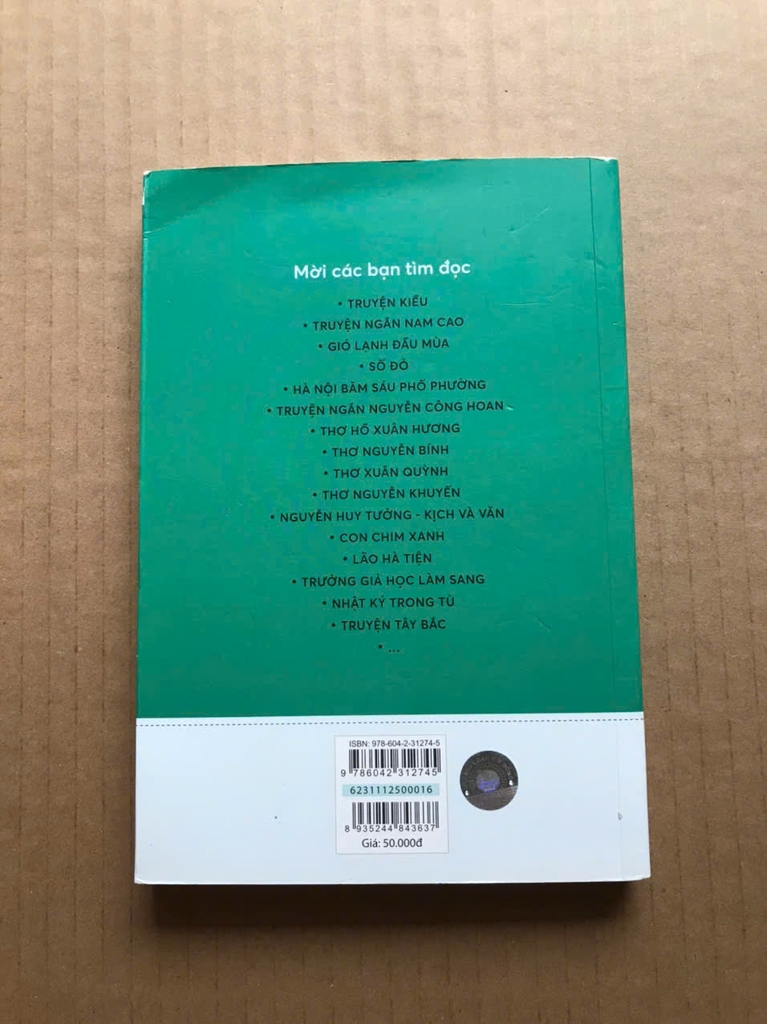 Mời các bạn tìm đọc
• TRUYỆN KIỀU
• TRUYỆN NGẮN NAM CAO
• GIÓ LẠNH ĐẦU MÙA
• SỐ ĐỎ
• HÀ NỘI BĂM SÁU PHỐ PHƯỜNG
• TRUYỆN NGẮN NGUYỄN CÔNG HOAN
• THƠ HỒ XUÂN HƯƠNG
• THƠ NGUYỄN BÍNH
• THƠ XUÂN QUỲNH
• THƠ NGUYỄN KHUYẾN
• NGUYỄN HUY TƯỞNG - KỊCH VÀ VĂN
• CON CHIM XANH
• LÃO HÀ TIỆN
• TRƯỞNG GIẢ HỌC LÀM SANG
• NHẬT KÝ TRONG TÙ
• TRUYỆN TÂY BẮC
• ...
ISBN: 978-604-2-31274-5
9 786042 312745
6231112500016
8 935244 843637
Giá: 50.000đ